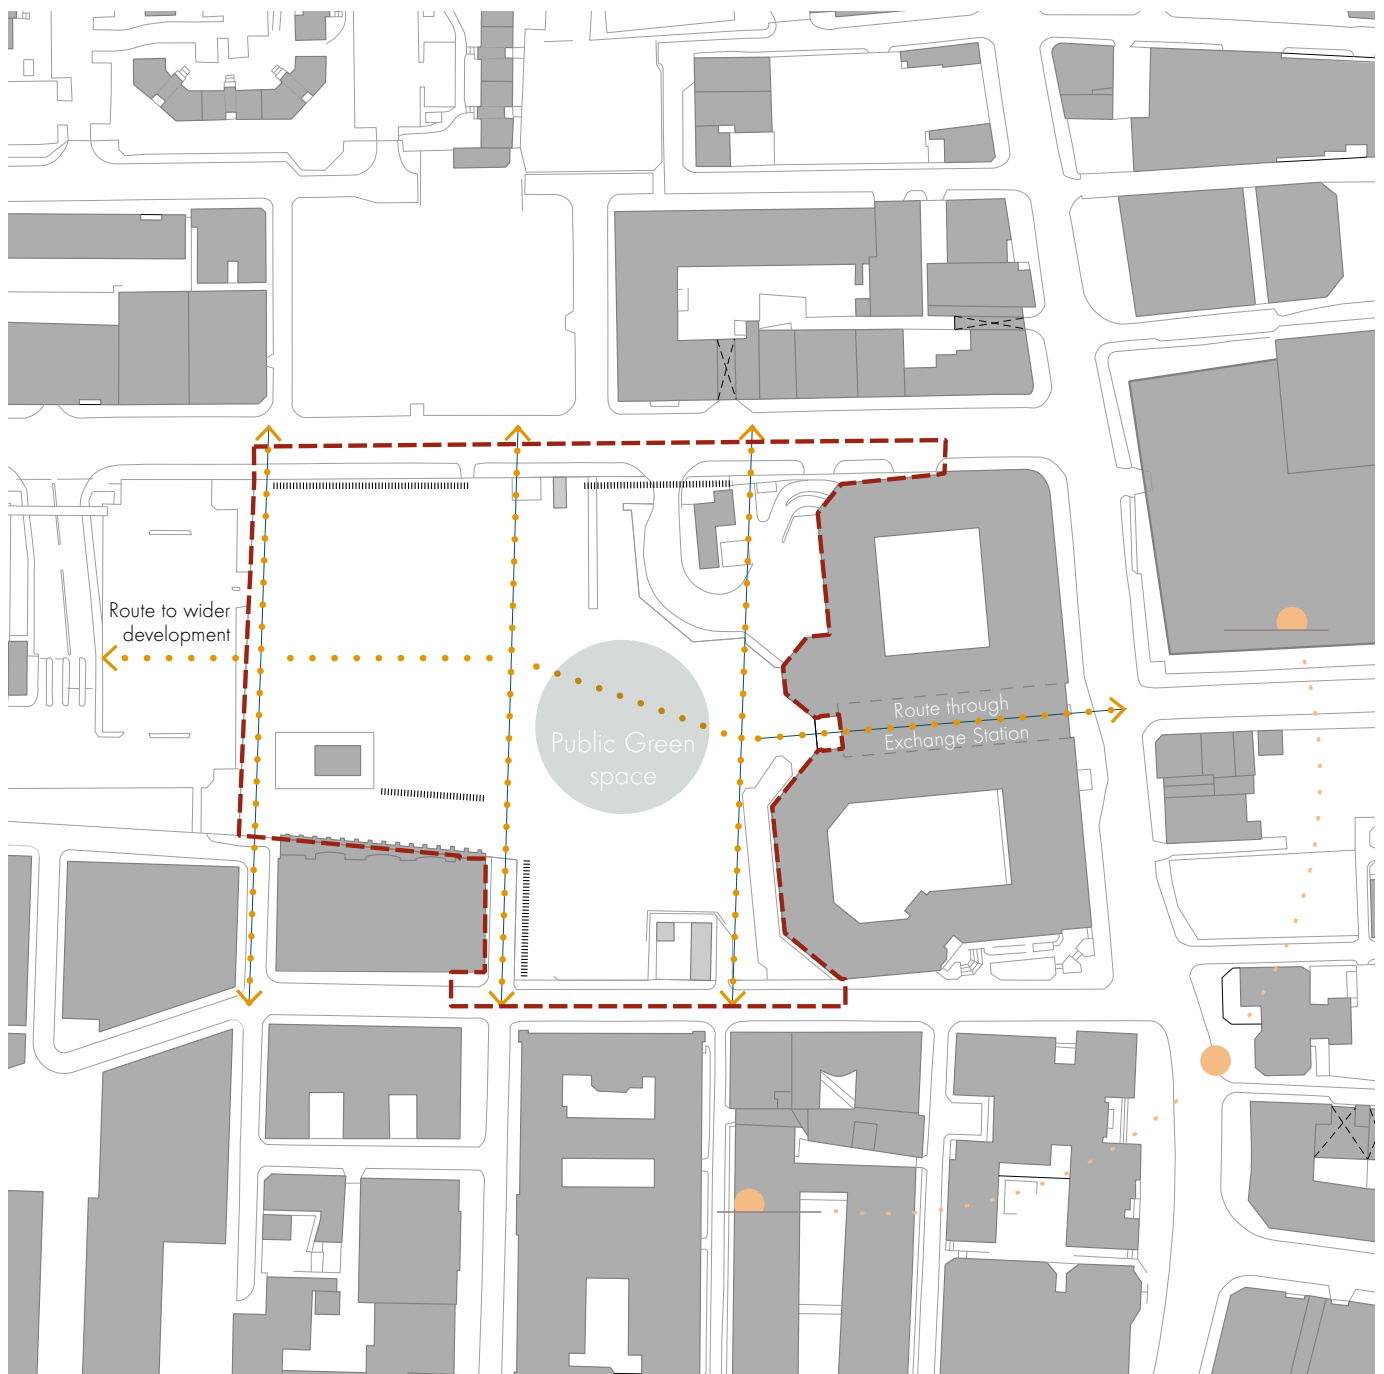 Route to wider
development
Route through
Exchange Station
Public Green
space